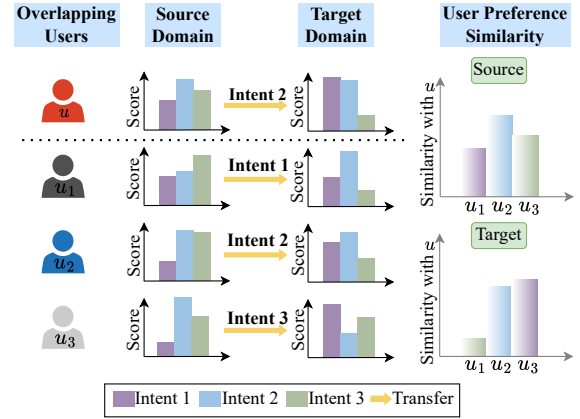 Overlapping Users
Source Domain
Target Domain
User Preference Similarity
u
Score
Intent 2
Score
Source
Similarity with u
u1 u2 u3
u1
Score
Intent 1
Score
u2
Score
Intent 2
Score
Target
Similarity with u
u1 u2 u3
u3
Score
Intent 3
Score
Intent 1 Intent 2 Intent 3 Transfer